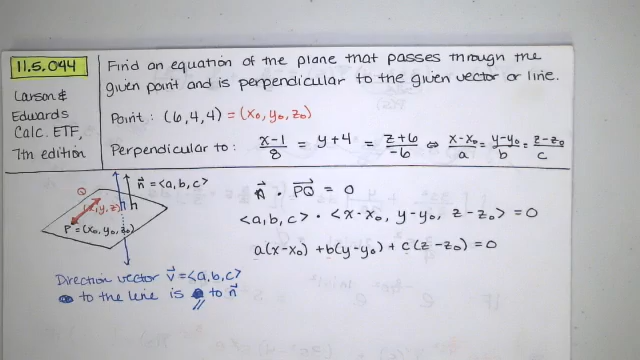 11.5.044
Larson &
Edwards
Calc. ETF,
7th edition
Find an equation of the plane that passes through the
given point and is perpendicular to the given vector or line.
Point: (6,4,4) = (x₀, y₀, z₀)
Perpendicular to: (x-1)/8 = y+4 = (z+6)/-6 ⇔ (x-x₀)/a = (y-y₀)/b = (z-z₀)/c
n⃗ = <a,b,c>
Q
(x,y,z)
n⃗
P = (x₀, y₀, z₀)
n⃗ · PQ⃗ = 0
<a,b,c> · <x-x₀, y-y₀, z-z₀> = 0
a(x-x₀) + b(y-y₀) + c(z-z₀) = 0
Direction vector v⃗ = <a,b,c>
to the line is // to n⃗